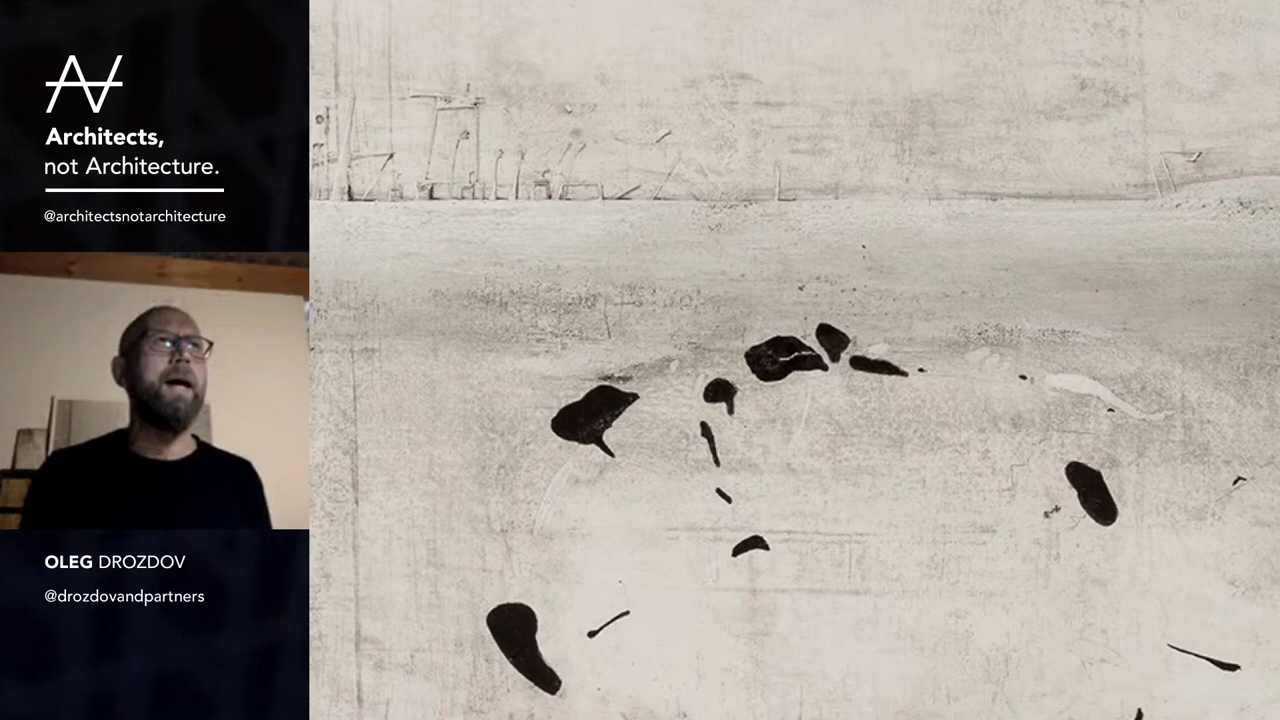 Architects,
not Architecture.
@architectsnotarchitecture
OLEG DROZDOV
@drozdovandpartners